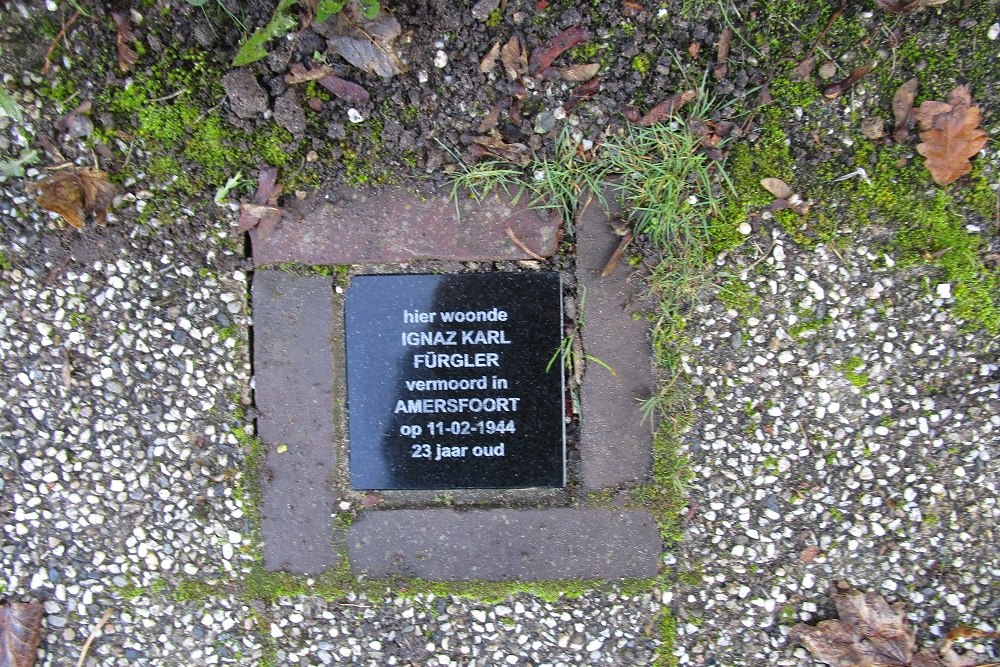 hier woonde
IGNAZ KARL
FÜRGLER
vermoord in
AMERSFOORT
op 11-02-1944
23 jaar oud